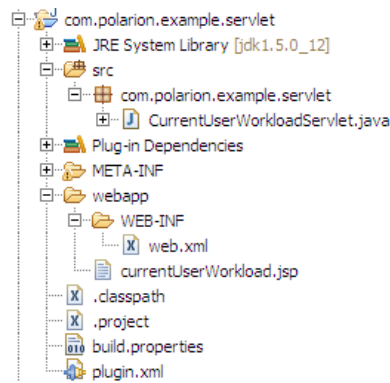 com.polarion.example.servlet
JRE System Library [jdk1.5.0_12]
src
com.polarion.example.servlet
CurrentUserWorkloadServlet.java
Plug-in Dependencies
META-INF
webapp
WEB-INF
web.xml
currentUserWorkload.jsp
.classpath
.project
build.properties
plugin.xml